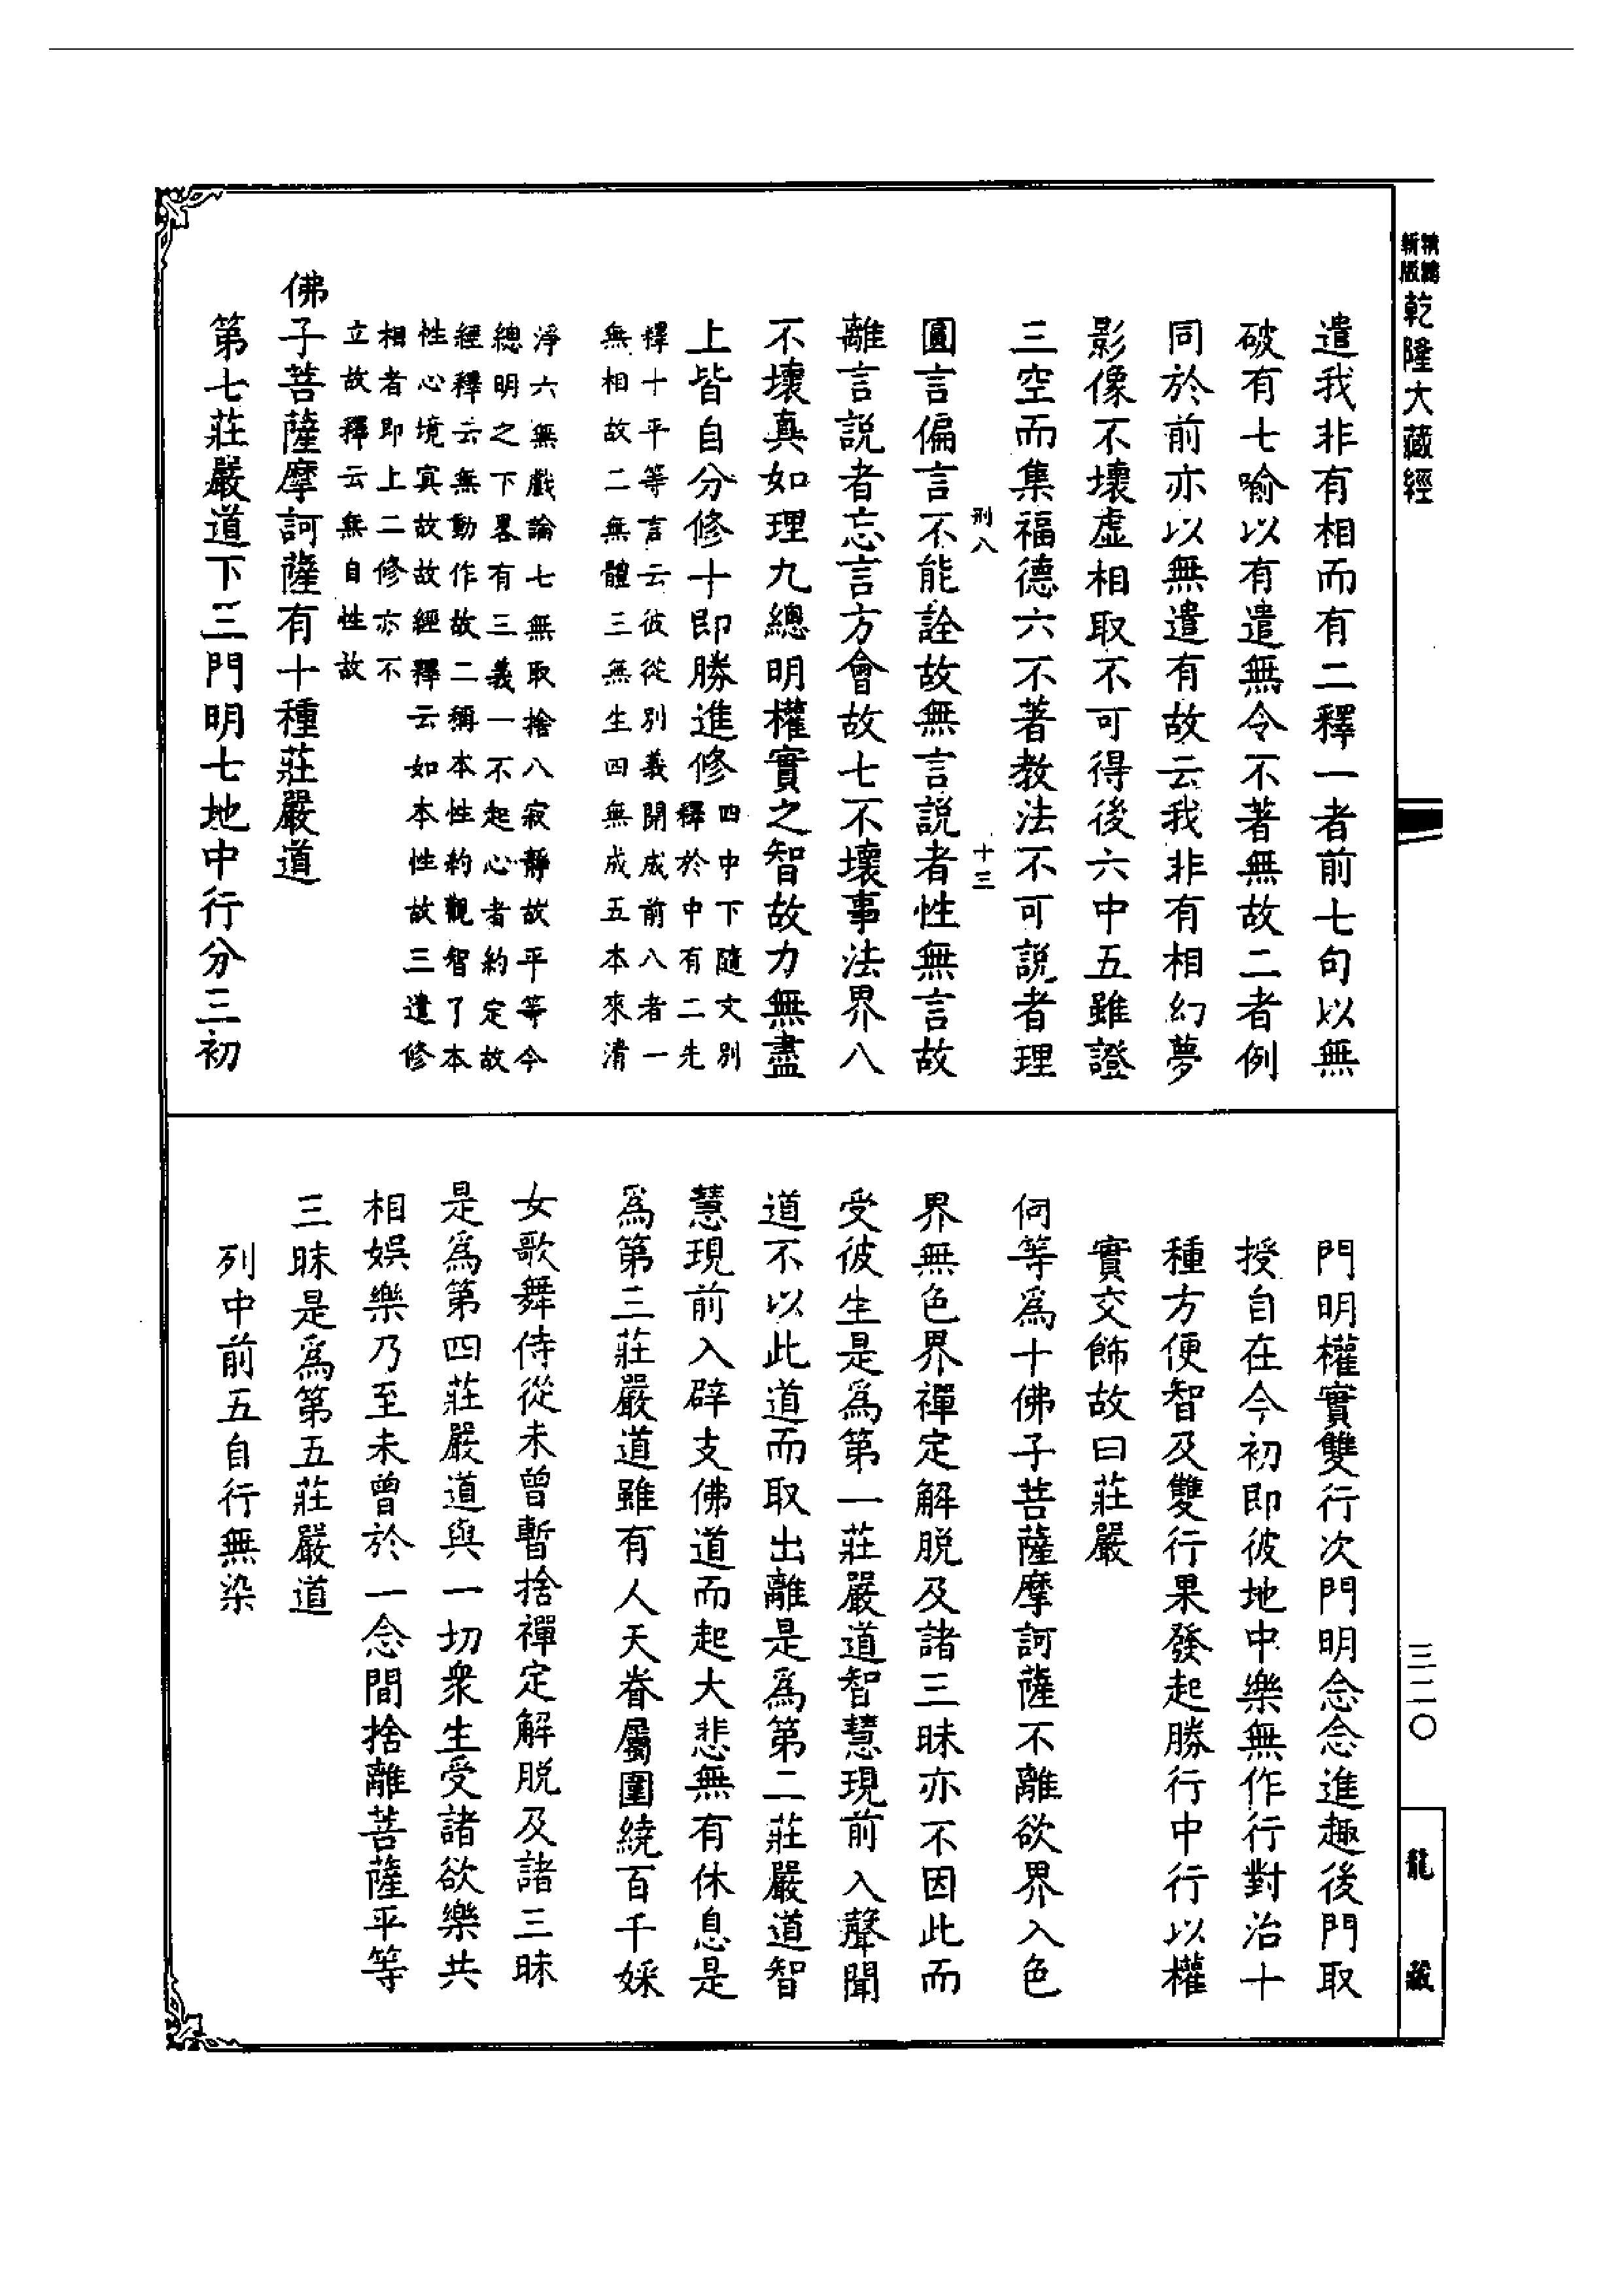 精縮
新版
乾隆大藏經
三二〇
龍藏
遣我非有相而有二釋一者前七句以無
破有七喻以有遣無令不著無故二者例
同於前亦以無遣有故云我非有相幻夢
影像不壞虛相取不可得後六中五雖證
三空而集福德六不著教法不可説者理
刑八
十三
圓言偏言不能詮故無言説者性無言故
離言説者忘言方會故七不壞事法界八
不壞真如理九總明權實之智故力無盡
上皆自分修十即勝進修
四中下隨文別
釋於中有二先
釋十平等言云彼從別義開成前八者一
無相故二無體三無生四無成五本來清
淨六無戲論七無取捨八寂靜故平等今
總明之下畧有三義一不起心者約定故
經釋云無動作故二稱本性約觀智了本
性心境㝠故故經釋云如本性故三遣修
相者即上二修亦不
立故釋云無自性故
佛子菩薩摩訶薩有十種莊嚴道
第七莊嚴道下三門明七地中行分三初
門明權實雙行次門明念念進趣後門取
授自在今初即彼地中樂無作行對治十
種方便智及雙行果發起勝行中行以權
實交飾故曰莊嚴
何等爲十佛子菩薩摩訶薩不離欲界入色
界無色界禪定解脱及諸三昧亦不因此而
受彼生是爲第一莊嚴道智慧現前入聲聞
道不以此道而取出離是爲第二莊嚴道智
慧現前入辟支佛道而起大悲無有休息是
爲第三莊嚴道雖有人天眷屬圍繞百千婇
女歌舞侍從未曾暫捨禪定解脱及諸三昧
是爲第四莊嚴道與一切衆生受諸欲樂共
相娛樂乃至未曾於一念間捨離菩薩平等
三昧是爲第五莊嚴道
列中前五自行無染